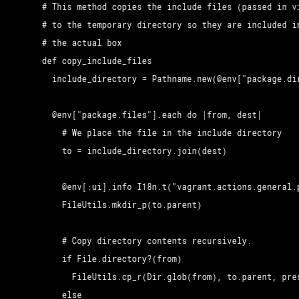 # This method copies the include files (passed in
# to the temporary directory so they are included
# the actual box
def copy_include_files
include_directory = Pathname.new(@env["package.
@env["package.files"].each do |from, dest|
# We place the file in the include directory
to = include_directory.join(dest)
@env[:ui].info I18n.t("vagrant.actions.general.
FileUtils.mkdir_p(to.parent)
# Copy directory contents recursively.
if File.directory?(from)
FileUtils.cp_r(Dir.glob(from), to.parent,
else